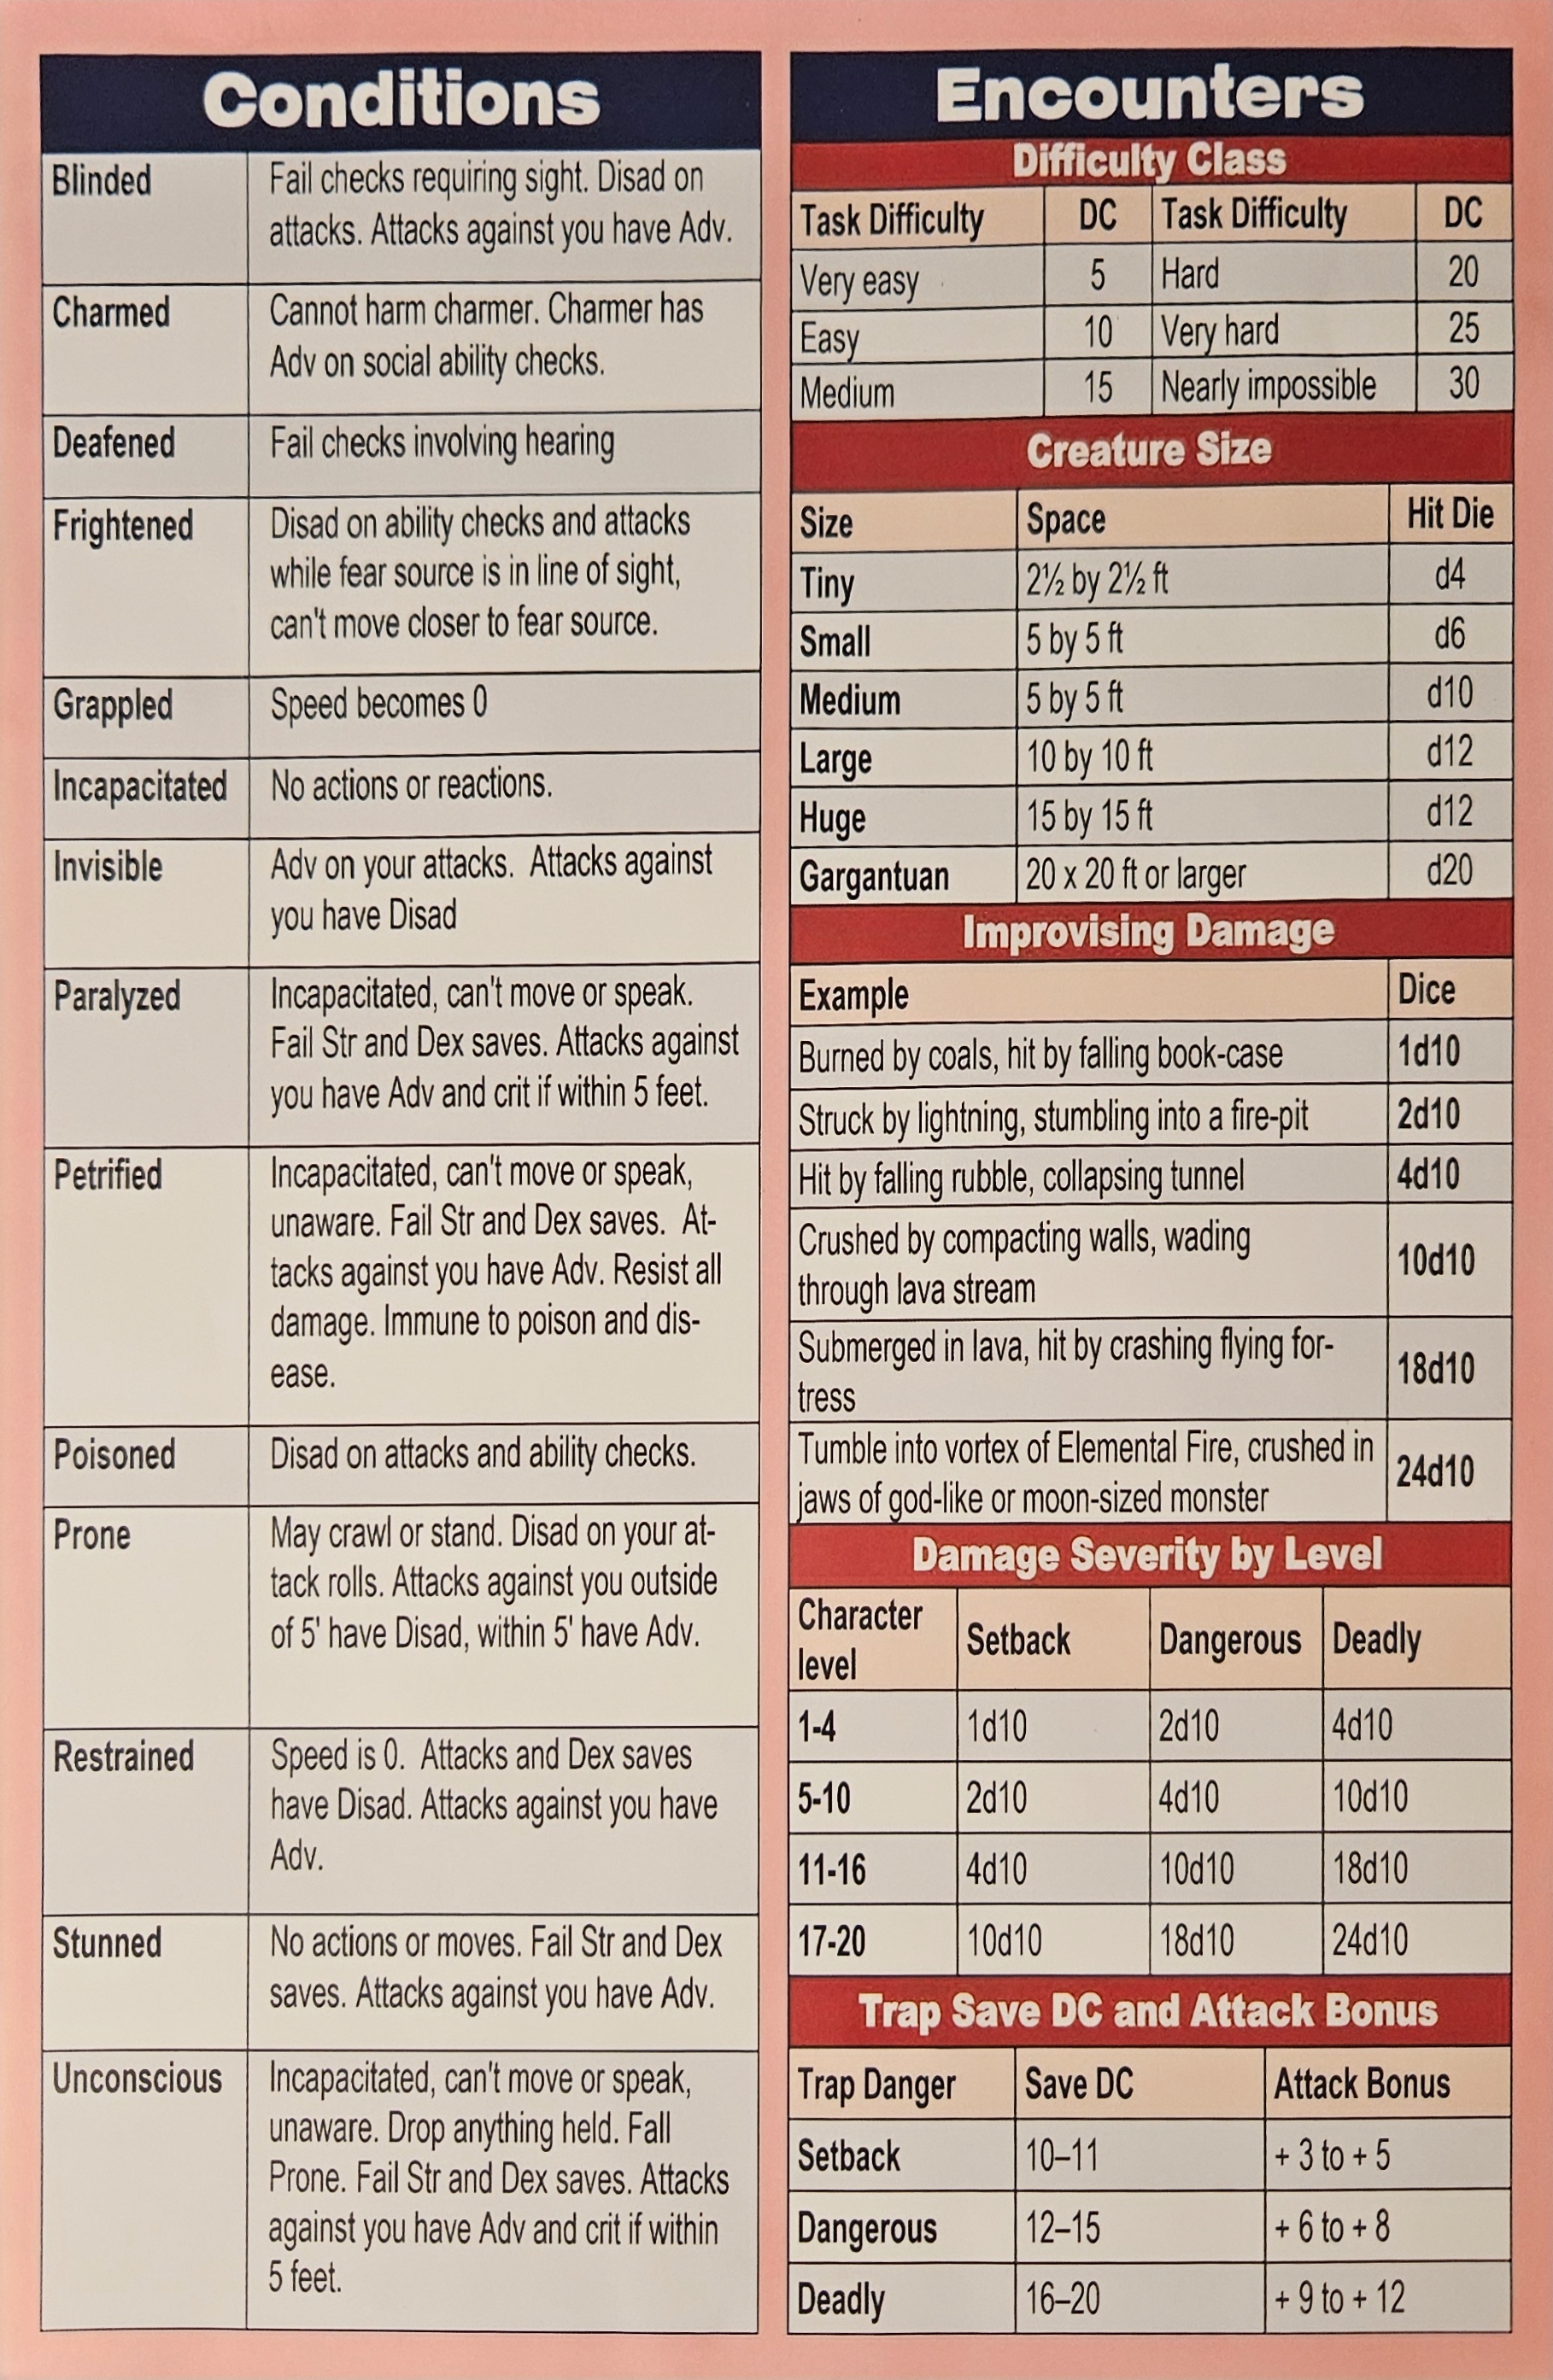 Conditions
Blinded
Fail checks requiring sight. Disad on
attacks. Attacks against you have Adv.
Charmed
Cannot harm charmer. Charmer has
Adv on social ability checks.
Deafened
Fail checks involving hearing
Frightened
Disad on ability checks and attacks
while fear source is in line of sight,
can't move closer to fear source.
Grappled
Speed becomes 0
Incapacitated
No actions or reactions.
Invisible
Adv on your attacks. Attacks against
you have Disad
Paralyzed
Incapacitated, can't move or speak.
Fail Str and Dex saves. Attacks against
you have Adv and crit if within 5 feet.
Petrified
Incapacitated, can't move or speak,
unaware. Fail Str and Dex saves. At-
tacks against you have Adv. Resist all
damage. Immune to poison and dis-
ease.
Poisoned
Disad on attacks and ability checks.
Prone
May crawl or stand. Disad on your at-
tack rolls. Attacks against you outside
of 5' have Disad, within 5' have Adv.
Restrained
Speed is 0. Attacks and Dex saves
have Disad. Attacks against you have
Adv.
Stunned
No actions or moves. Fail Str and Dex
saves. Attacks against you have Adv.
Unconscious
Incapacitated, can't move or speak,
unaware. Drop anything held. Fall
Prone. Fail Str and Dex saves. Attacks
against you have Adv and crit if within
5 feet.
Encounters
Difficulty Class
Task Difficulty DC Task Difficulty DC
Very easy 5 Hard 20
Easy 10 Very hard 25
Medium 15 Nearly impossible 30
Creature Size
Size Space Hit Die
Tiny 2½ by 2½ ft d4
Small 5 by 5 ft d6
Medium 5 by 5 ft d10
Large 10 by 10 ft d12
Huge 15 by 15 ft d12
Gargantuan 20 x 20 ft or larger d20
Improvising Damage
Example Dice
Burned by coals, hit by falling book-case 1d10
Struck by lightning, stumbling into a fire-pit 2d10
Hit by falling rubble, collapsing tunnel 4d10
Crushed by compacting walls, wading
through lava stream
10d10
Submerged in lava, hit by crashing flying for-
tress
18d10
Tumble into vortex of Elemental Fire, crushed in
jaws of god-like or moon-sized monster
24d10
Damage Severity by Level
Character
level
Setback Dangerous Deadly
1-4 1d10 2d10 4d10
5-10 2d10 4d10 10d10
11-16 4d10 10d10 18d10
17-20 10d10 18d10 24d10
Trap Save DC and Attack Bonus
Trap Danger Save DC Attack Bonus
Setback 10–11 + 3 to + 5
Dangerous 12–15 + 6 to + 8
Deadly 16–20 + 9 to + 12